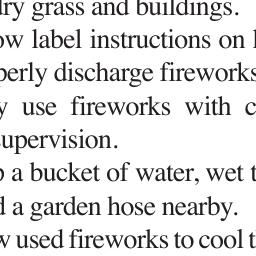 dry grass and buildings.
ow label instructions on
perly discharge fireworks
y use fireworks with c
supervision.
p a bucket of water, wet t
d a garden hose nearby.
w used fireworks to cool t